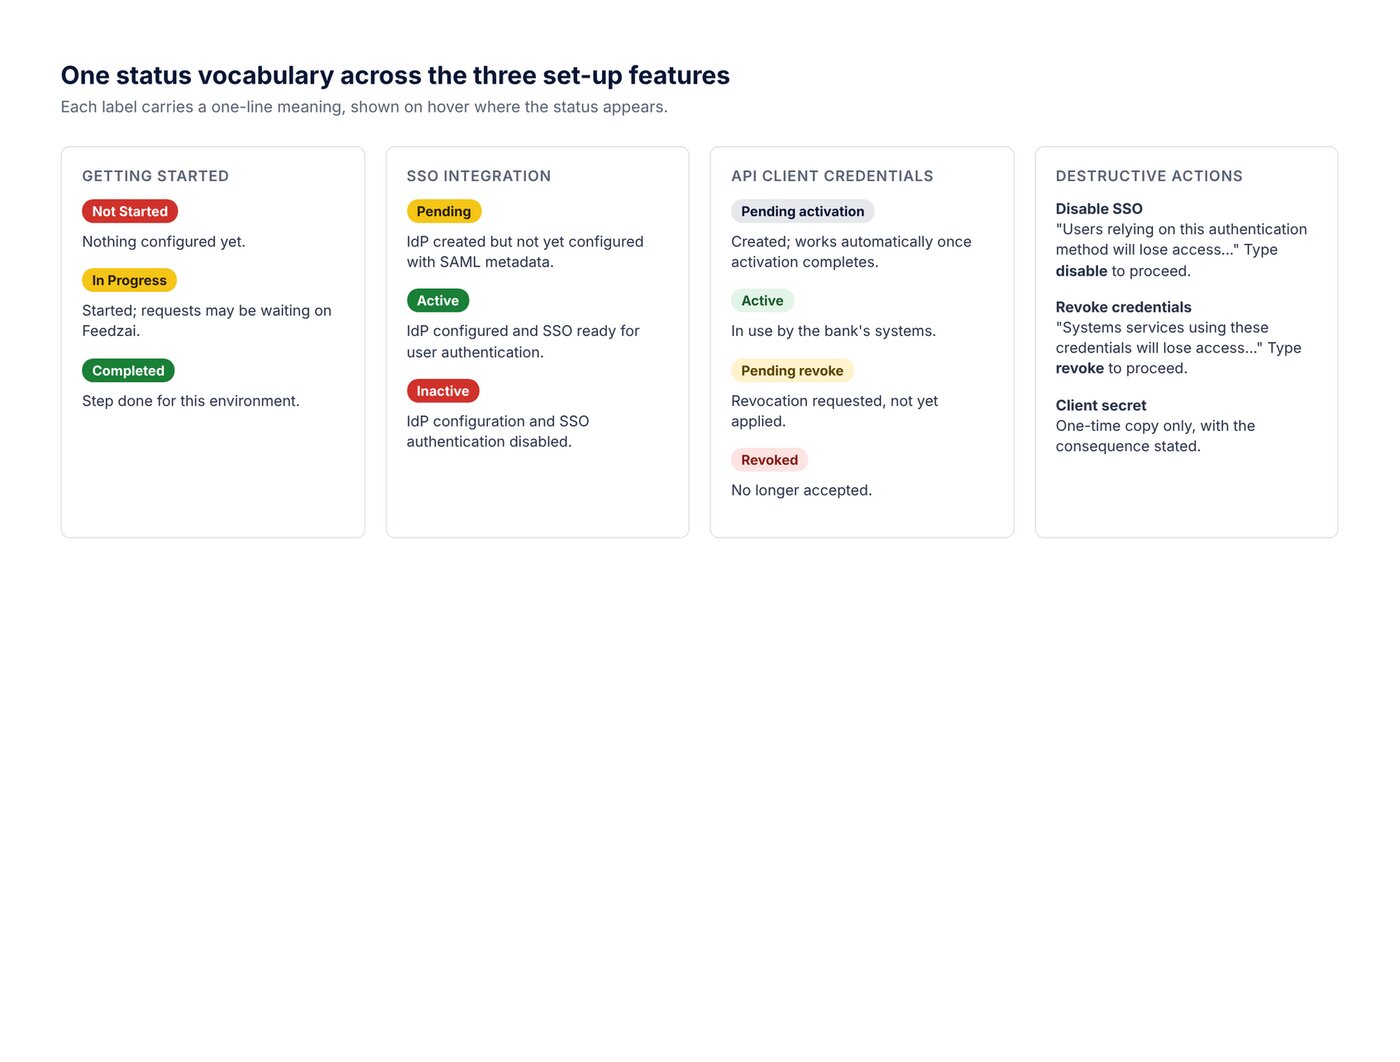 One status vocabulary across the three set-up features
Each label carries a one-line meaning, shown on hover where the status appears.
GETTING STARTED
Not Started
Nothing configured yet.
In Progress
Started; requests may be waiting on
Feedzai.
Completed
Step done for this environment.
SSO INTEGRATION
Pending
IdP created but not yet configured
with SAML metadata.
Active
IdP configured and SSO ready for
user authentication.
Inactive
IdP configuration and SSO
authentication disabled.
API CLIENT CREDENTIALS
Pending activation
Created; works automatically once
activation completes.
Active
In use by the bank's systems.
Pending revoke
Revocation requested, not yet
applied.
Revoked
No longer accepted.
DESTRUCTIVE ACTIONS
Disable SSO
"Users relying on this authentication
method will lose access..." Type
disable to proceed.
Revoke credentials
"Systems services using these
credentials will lose access..." Type
revoke to proceed.
Client secret
One-time copy only, with the
consequence stated.